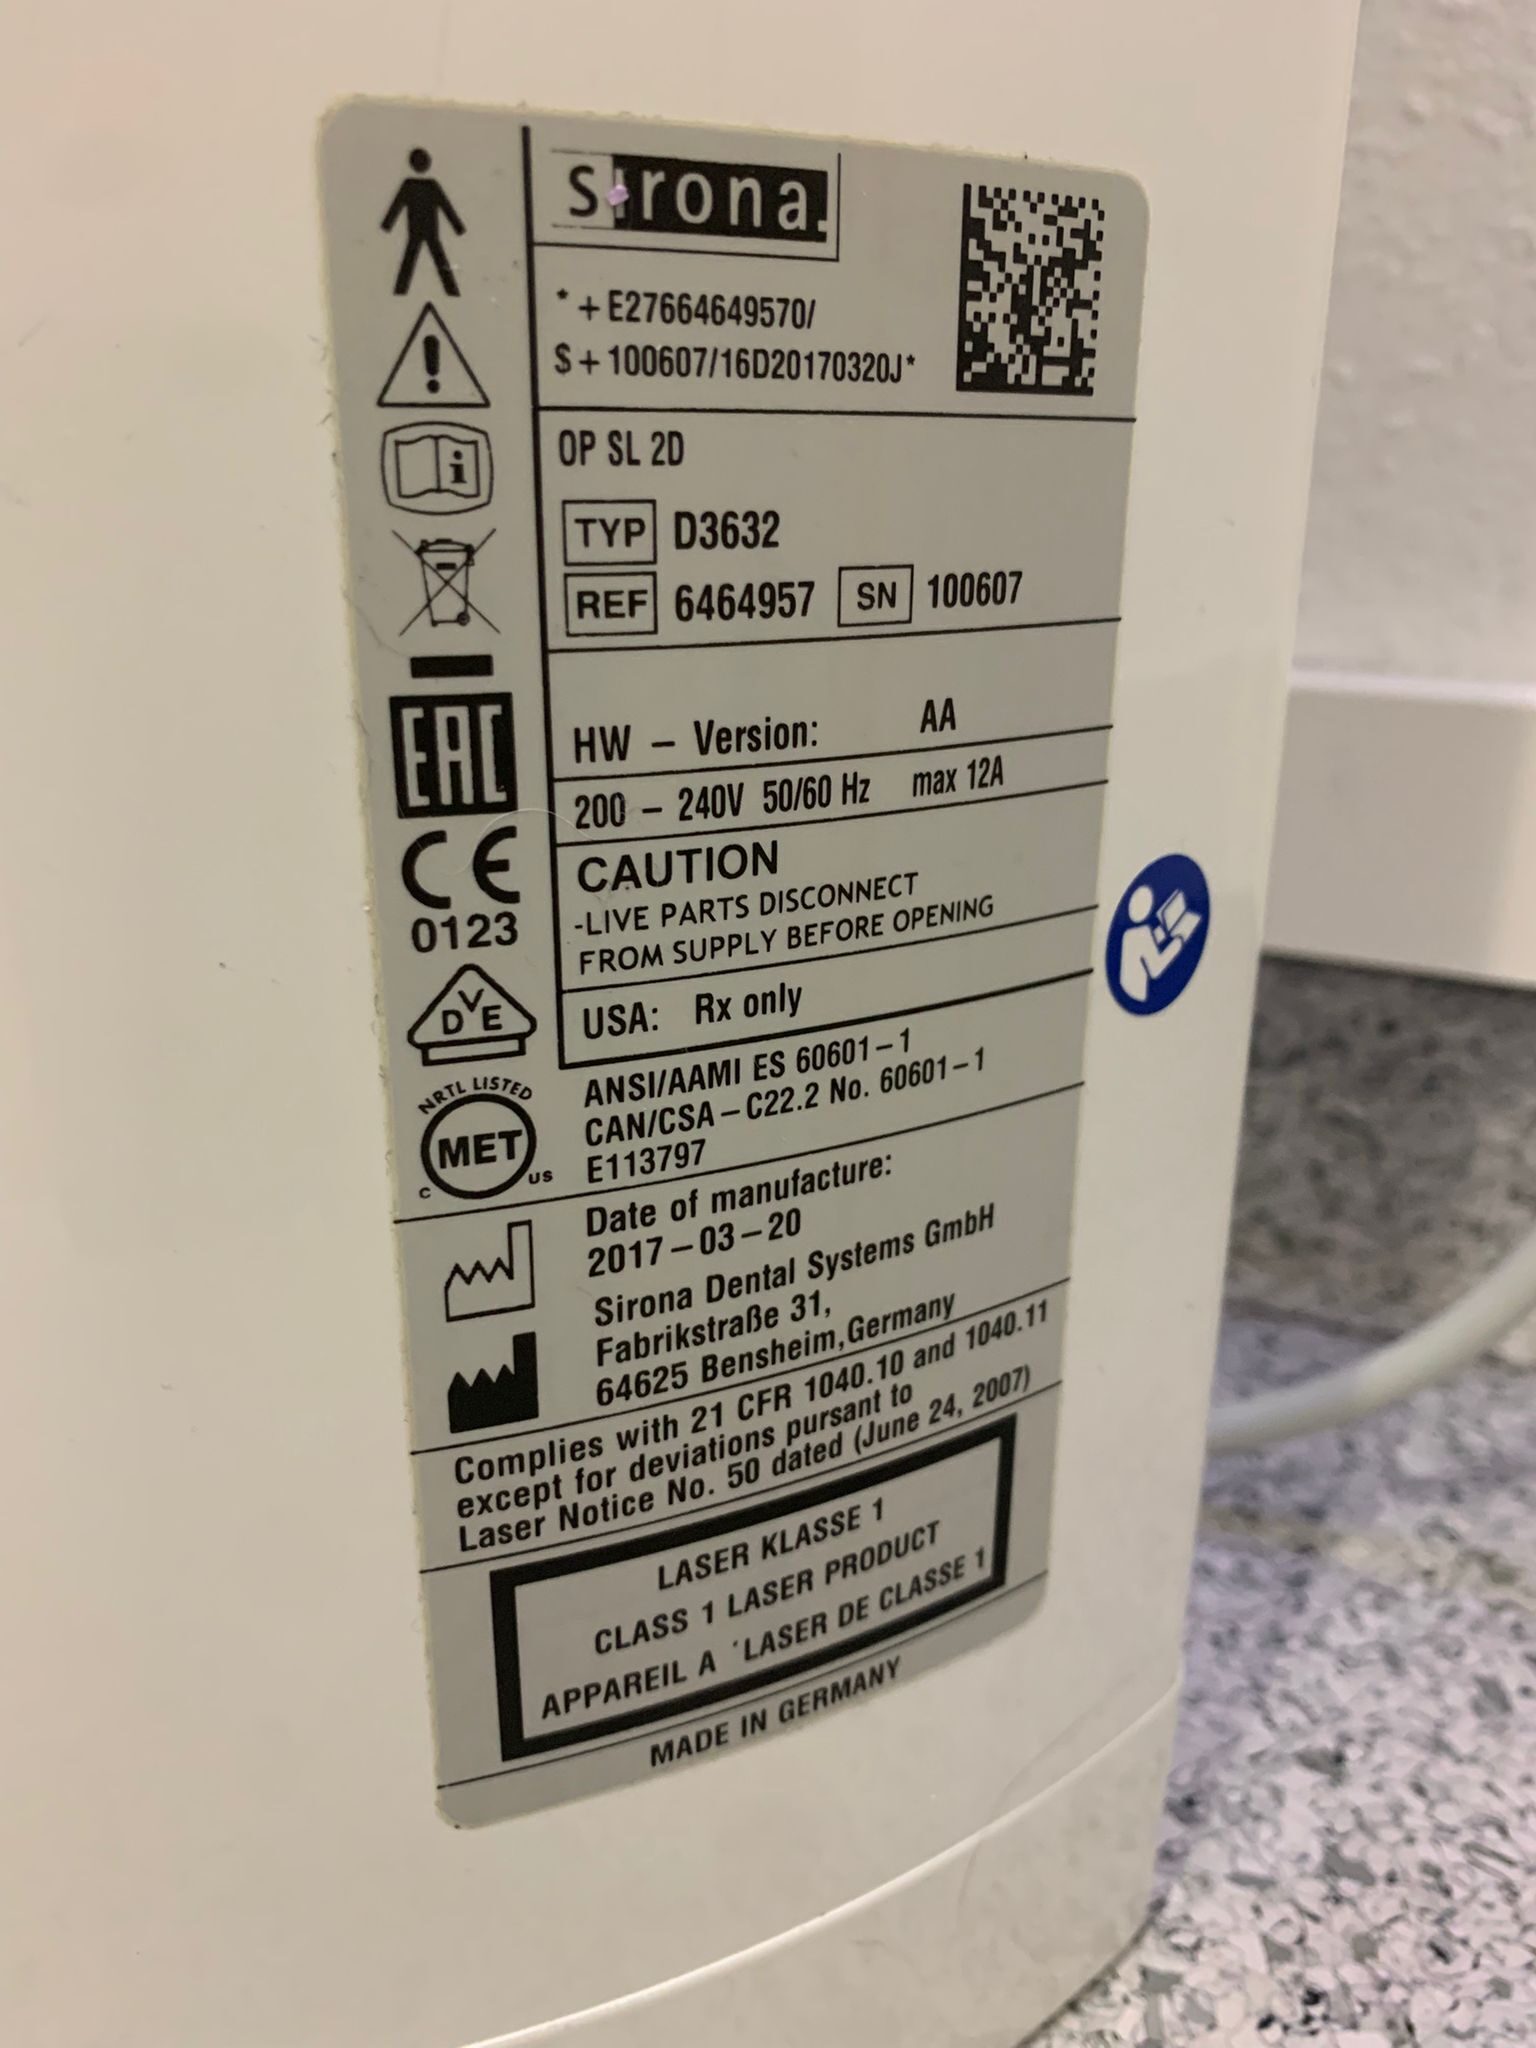 sirona.
*+E27664649570/
$+100607/16D20170320J*
OP SL 2D
TYP D3632
REF 6464957 SN 100607
HW – Version: AA
200 – 240V 50/60 Hz max 12A
CAUTION
-LIVE PARTS DISCONNECT
FROM SUPPLY BEFORE OPENING
USA: Rx only
EAC
CE
0123
DVE
NRTL LISTED
MET
C US
ANSI/AAMI ES 60601–1
CAN/CSA–C22.2 No. 60601–1
E113797
Date of manufacture:
2017–03–20
Sirona Dental Systems GmbH
Fabrikstraße 31,
64625 Bensheim,Germany
Complies with 21 CFR 1040.10 and 1040.11
except for deviations pursant to
Laser Notice No. 50 dated (June 24, 2007)
LASER KLASSE 1
CLASS 1 LASER PRODUCT
APPAREIL A ˋLASER DE CLASSE 1
MADE IN GERMANY